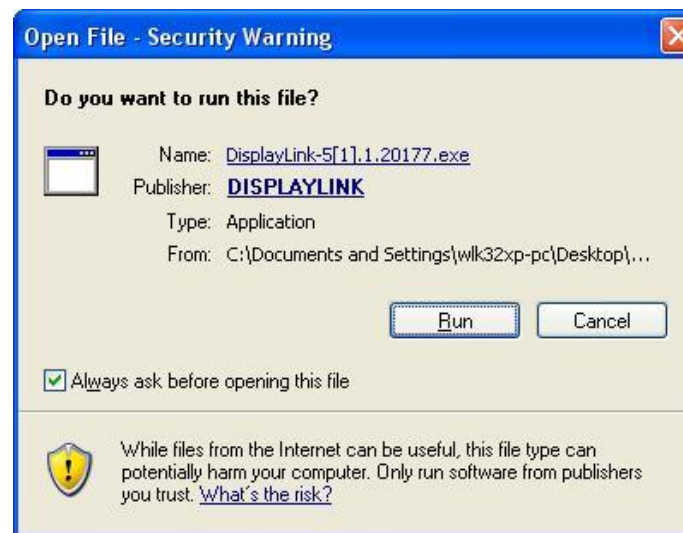 Open File - Security Warning
Do you want to run this file?
Name: DisplayLink-5[1].1.20177.exe
Publisher: DISPLAYLINK
Type: Application
From: C:\Documents and Settings\wlk32xp-pc\Desktop\...
Run Cancel
Always ask before opening this file
While files from the Internet can be useful, this file type can
potentially harm your computer. Only run software from publishers
you trust. What's the risk?